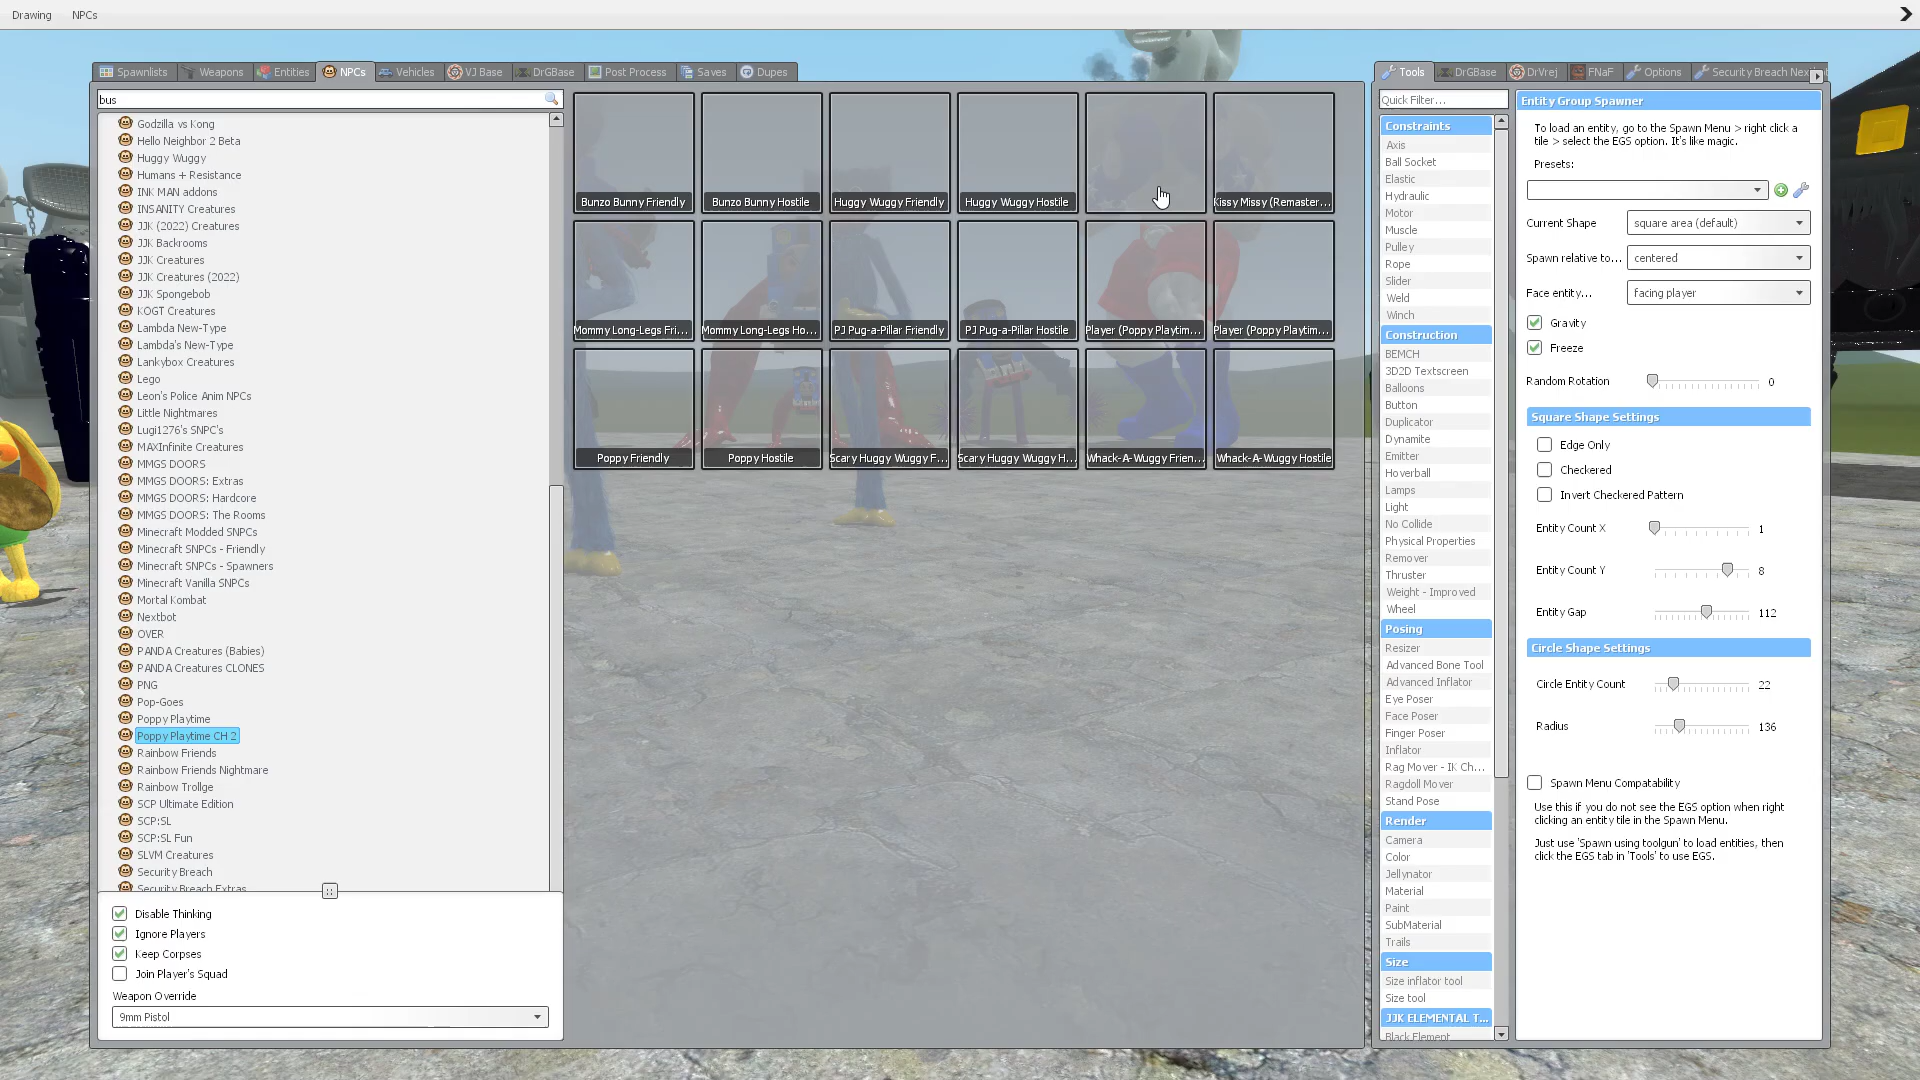 Drawing NPCs
Spawnlists Weapons Entities NPCs Vehicles VJ Base DrGBase Post Process Saves Dupes
bus
Godzilla vs Kong
Hello Neighbor 2 Beta
Huggy Wuggy
Humans + Resistance
INK MAN addons
INSANITY Creatures
JJK (2022) Creatures
JJK Backrooms
JJK Creatures
JJK Creatures (2022)
JJK Spongebob
KOGT Creatures
Lambda New-Type
Lambda's New-Type
Lankybox Creatures
Lego
Leon's Police Anim NPCs
Little Nightmares
Lugi1276's SNPC's
MAXInfinite Creatures
MMGS DOORS
MMGS DOORS: Extras
MMGS DOORS: Hardcore
MMGS DOORS: The Rooms
Minecraft Modded SNPCs
Minecraft SNPCs - Friendly
Minecraft SNPCs - Spawners
Minecraft Vanilla SNPCs
Mortal Kombat
Nextbot
OVER
PANDA Creatures (Babies)
PANDA Creatures CLONES
PNG
Pop-Goes
Poppy Playtime
Poppy Playtime CH 2
Rainbow Friends
Rainbow Friends Nightmare
Rainbow Trollge
SCP Ultimate Edition
SCP:SL
SCP:SL Fun
SLVM Creatures
Security Breach
Security Breach Extras
Disable Thinking
Ignore Players
Keep Corpses
Join Player's Squad
Weapon Override
9mm Pistol
Bunzo Bunny Friendly Bunzo Bunny Hostile Huggy Wuggy Friendly Huggy Wuggy Hostile Kissy Missy (Remaster...
Mommy Long-Legs Fri... Mommy Long-Legs Ho... PJ Pug-a-Pillar Friendly PJ Pug-a-Pillar Hostile Player (Poppy Playtim... Player (Poppy Playtim...
Poppy Friendly Poppy Hostile Scary Huggy Wuggy F... Scary Huggy Wuggy H... Whack-A-Wuggy Frien... Whack-A-Wuggy Hostile
Tools DrGBase DrVrej FNaF Options Security Breach Nex
Quick Filter...
Constraints
Axis
Ball Socket
Elastic
Hydraulic
Motor
Muscle
Pulley
Rope
Slider
Weld
Winch
Construction
BEMCH
3D2D Textscreen
Balloons
Button
Duplicator
Dynamite
Emitter
Hoverball
Lamps
Light
No Collide
Physical Properties
Remover
Thruster
Weight - Improved
Wheel
Posing
Resizer
Advanced Bone Tool
Advanced Inflator
Eye Poser
Face Poser
Finger Poser
Inflator
Rag Mover - IK Ch...
Ragdoll Mover
Stand Pose
Render
Camera
Color
Jellynator
Material
Paint
SubMaterial
Trails
Size
Size inflator tool
Size tool
JJK ELEMENTAL T...
Black Element
Entity Group Spawner
To load an entity, go to the Spawn Menu > right click a
tile > select the EGS option. It's like magic.
Presets:
Current Shape square area (default)
Spawn relative to... centered
Face entity... facing player
Gravity
Freeze
Random Rotation 0
Square Shape Settings
Edge Only
Checkered
Invert Checkered Pattern
Entity Count X 1
Entity Count Y 8
Entity Gap 112
Circle Shape Settings
Circle Entity Count 22
Radius 136
Spawn Menu Compatability
Use this if you do not see the EGS option when right
clicking an entity tile in the Spawn Menu.
Just use 'Spawn using toolgun' to load entities, then
click the EGS tab in 'Tools' to use EGS.